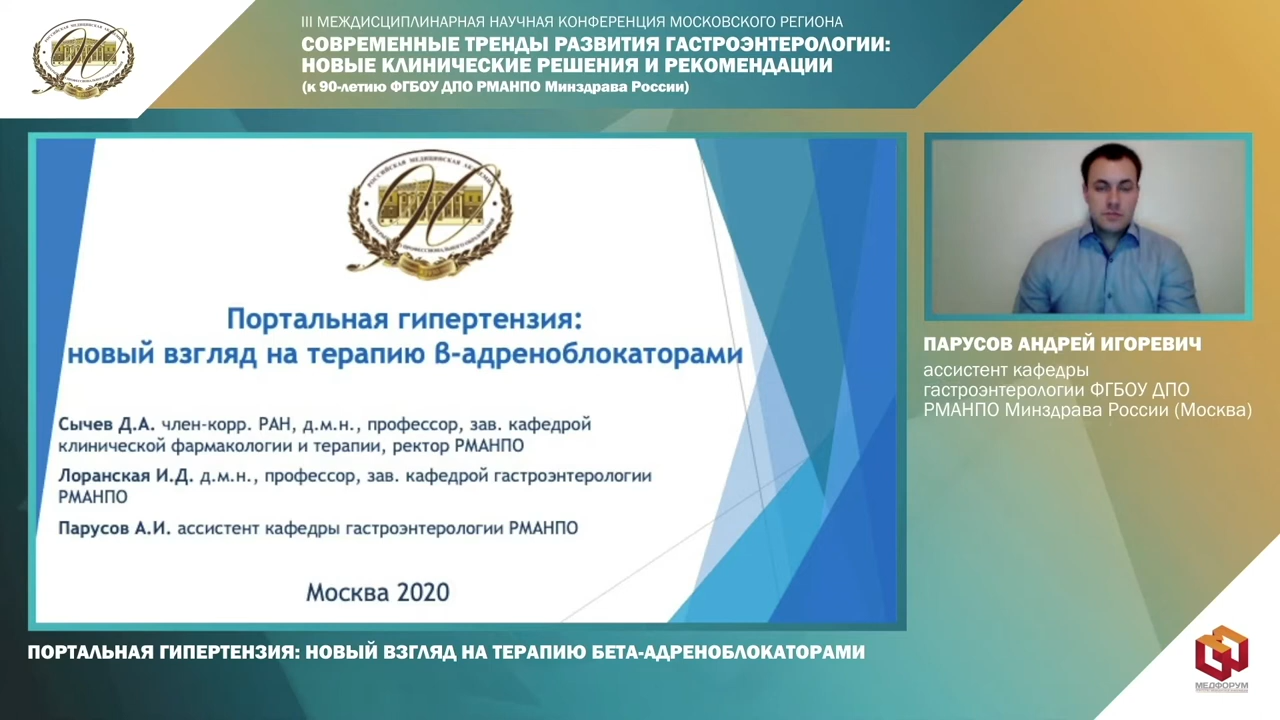 III МЕЖДИСЦИПЛИНАРНАЯ НАУЧНАЯ КОНФЕРЕНЦИЯ МОСКОВСКОГО РЕГИОНА
СОВРЕМЕННЫЕ ТРЕНДЫ РАЗВИТИЯ ГАСТРОЭНТЕРОЛОГИИ:
НОВЫЕ КЛИНИЧЕСКИЕ РЕШЕНИЯ И РЕКОМЕНДАЦИИ
(к 90-летию ФГБОУ ДПО РМАНПО Минздрава России)
Портальная гипертензия:
новый взгляд на терапию β-адреноблокаторами
Сычев Д.А. член-корр. РАН, д.м.н., профессор, зав. кафедрой
клинической фармакологии и терапии, ректор РМАНПО
Лоранская И.Д. д.м.н., профессор, зав. кафедрой гастроэнтерологии
РМАНПО
Парусов А.И. ассистент кафедры гастроэнтерологии РМАНПО
Москва 2020
ПАРУСОВ АНДРЕЙ ИГОРЕВИЧ
ассистент кафедры
гастроэнтерологии ФГБОУ ДПО
РМАНПО Минздрава России (Москва)
ПОРТАЛЬНАЯ ГИПЕРТЕНЗИЯ: НОВЫЙ ВЗГЛЯД НА ТЕРАПИЮ БЕТА-АДРЕНОБЛОКАТОРАМИ
МЕДФОРУМ